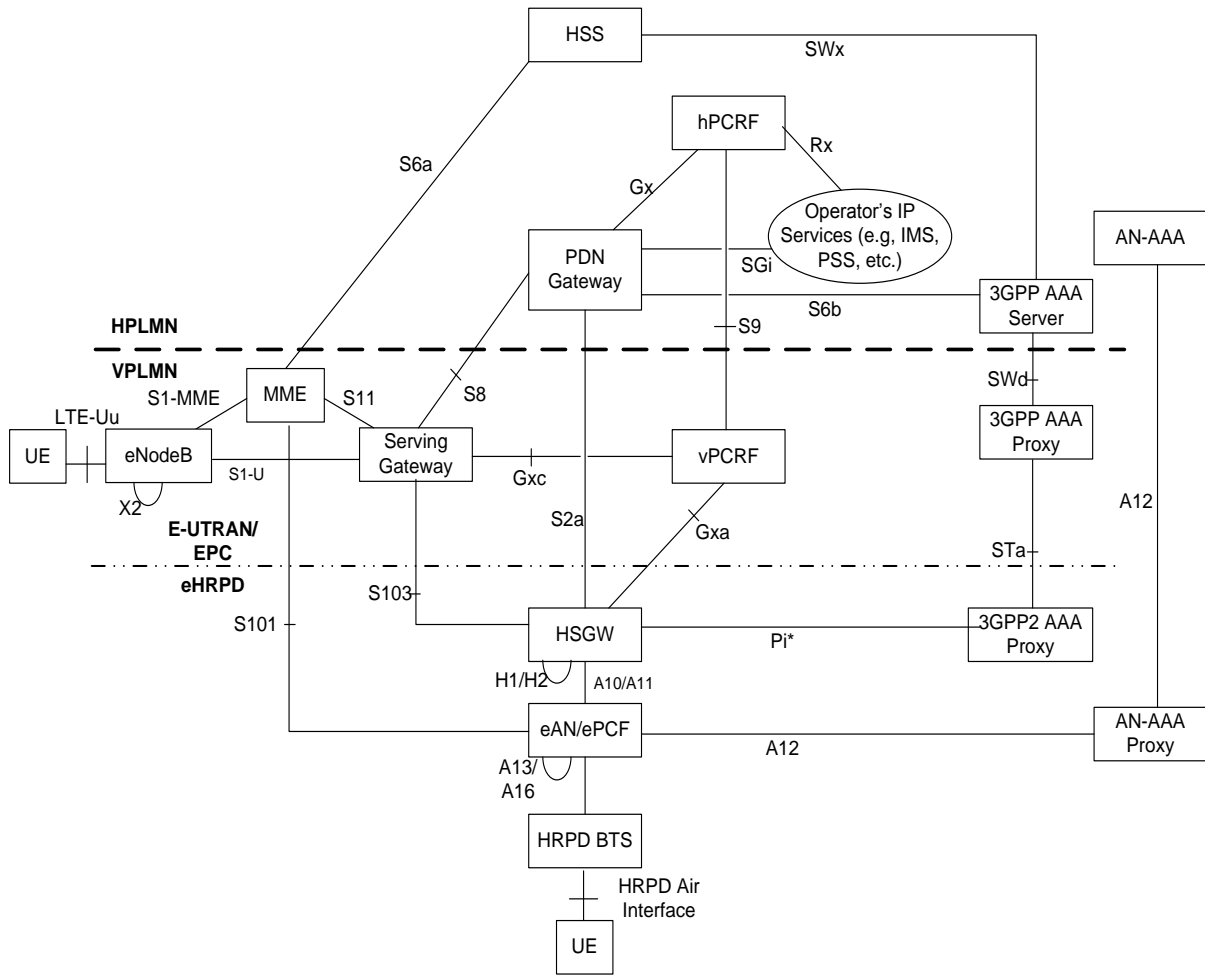 HSS
SWx
hPCRF
Rx
S6a
Gx
Operator's IP
Services (e.g, IMS,
PSS, etc.)
AN-AAA
PDN
Gateway
SGi
S6b
3GPP AAA
Server
HPLMN
S9
VPLMN
S1-MME
MME
S11
S8
SWd
LTE-Uu
UE
eNodeB
Serving
Gateway
vPCRF
3GPP AAA
Proxy
S1-U
Gxc
X2
A12
E-UTRAN/
EPC
S2a
Gxa
STa
eHRPD
S103
S101
HSGW
3GPP2 AAA
Proxy
Pi*
H1/H2
A10/A11
eAN/ePCF
AN-AAA
Proxy
A12
A13/
A16
HRPD BTS
HRPD Air
Interface
UE